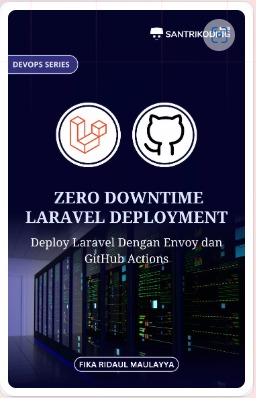 SANTRIKODING
DEVOPS SERIES
ZERO DOWNTIME
LARAVEL DEPLOYMENT
Deploy Laravel Dengan Envoy dan
GitHub Actions
FIKA RIDAUL MAULAYYA